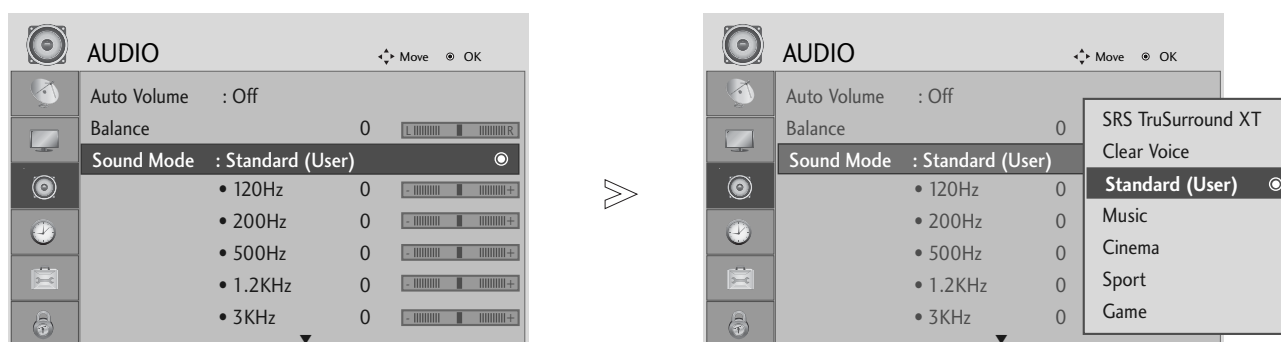 AUDIO
Move OK
Auto Volume : Off
Balance 0 L R
Sound Mode : Standard (User)
• 120Hz 0 - +
• 200Hz 0 - +
• 500Hz 0 - +
• 1.2KHz 0 - +
• 3KHz 0 - +
AUDIO
Move OK
Auto Volume : Off
Balance 0
Sound Mode : Standard (User)
• 120Hz 0
• 200Hz 0
• 500Hz 0
• 1.2KHz 0
• 3KHz 0
SRS TruSurround XT
Clear Voice
Standard (User)
Music
Cinema
Sport
Game